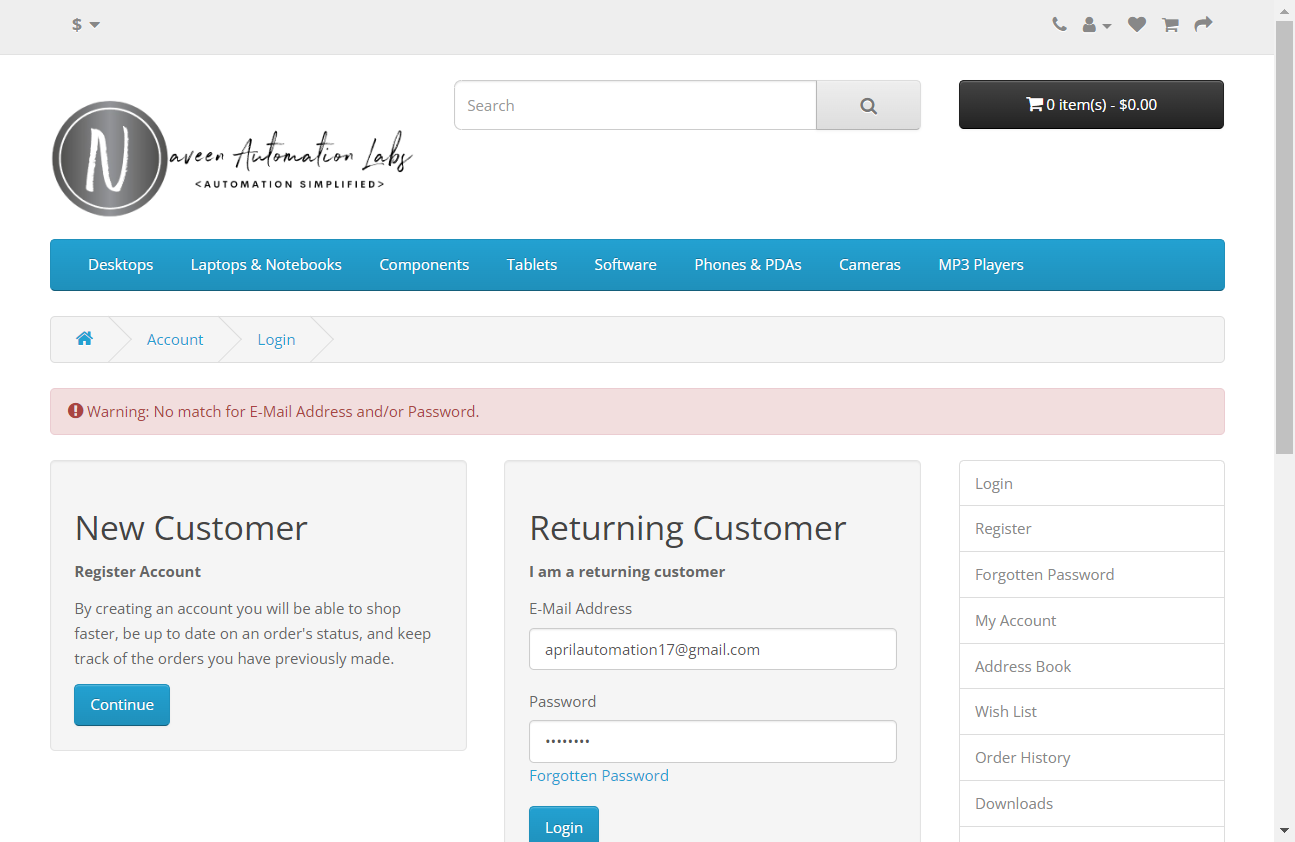 $
Search
0 item(s) - $0.00
N
aveen Automation Labs
<AUTOMATION SIMPLIFIED>
Desktops
Laptops & Notebooks
Components
Tablets
Software
Phones & PDAs
Cameras
MP3 Players
Account
Login
Warning: No match for E-Mail Address and/or Password.
New Customer
Register Account
By creating an account you will be able to shop
faster, be up to date on an order's status, and keep
track of the orders you have previously made.
Continue
Returning Customer
I am a returning customer
E-Mail Address
aprilautomation17@gmail.com
Password
••••••••
Forgotten Password
Login
Login
Register
Forgotten Password
My Account
Address Book
Wish List
Order History
Downloads